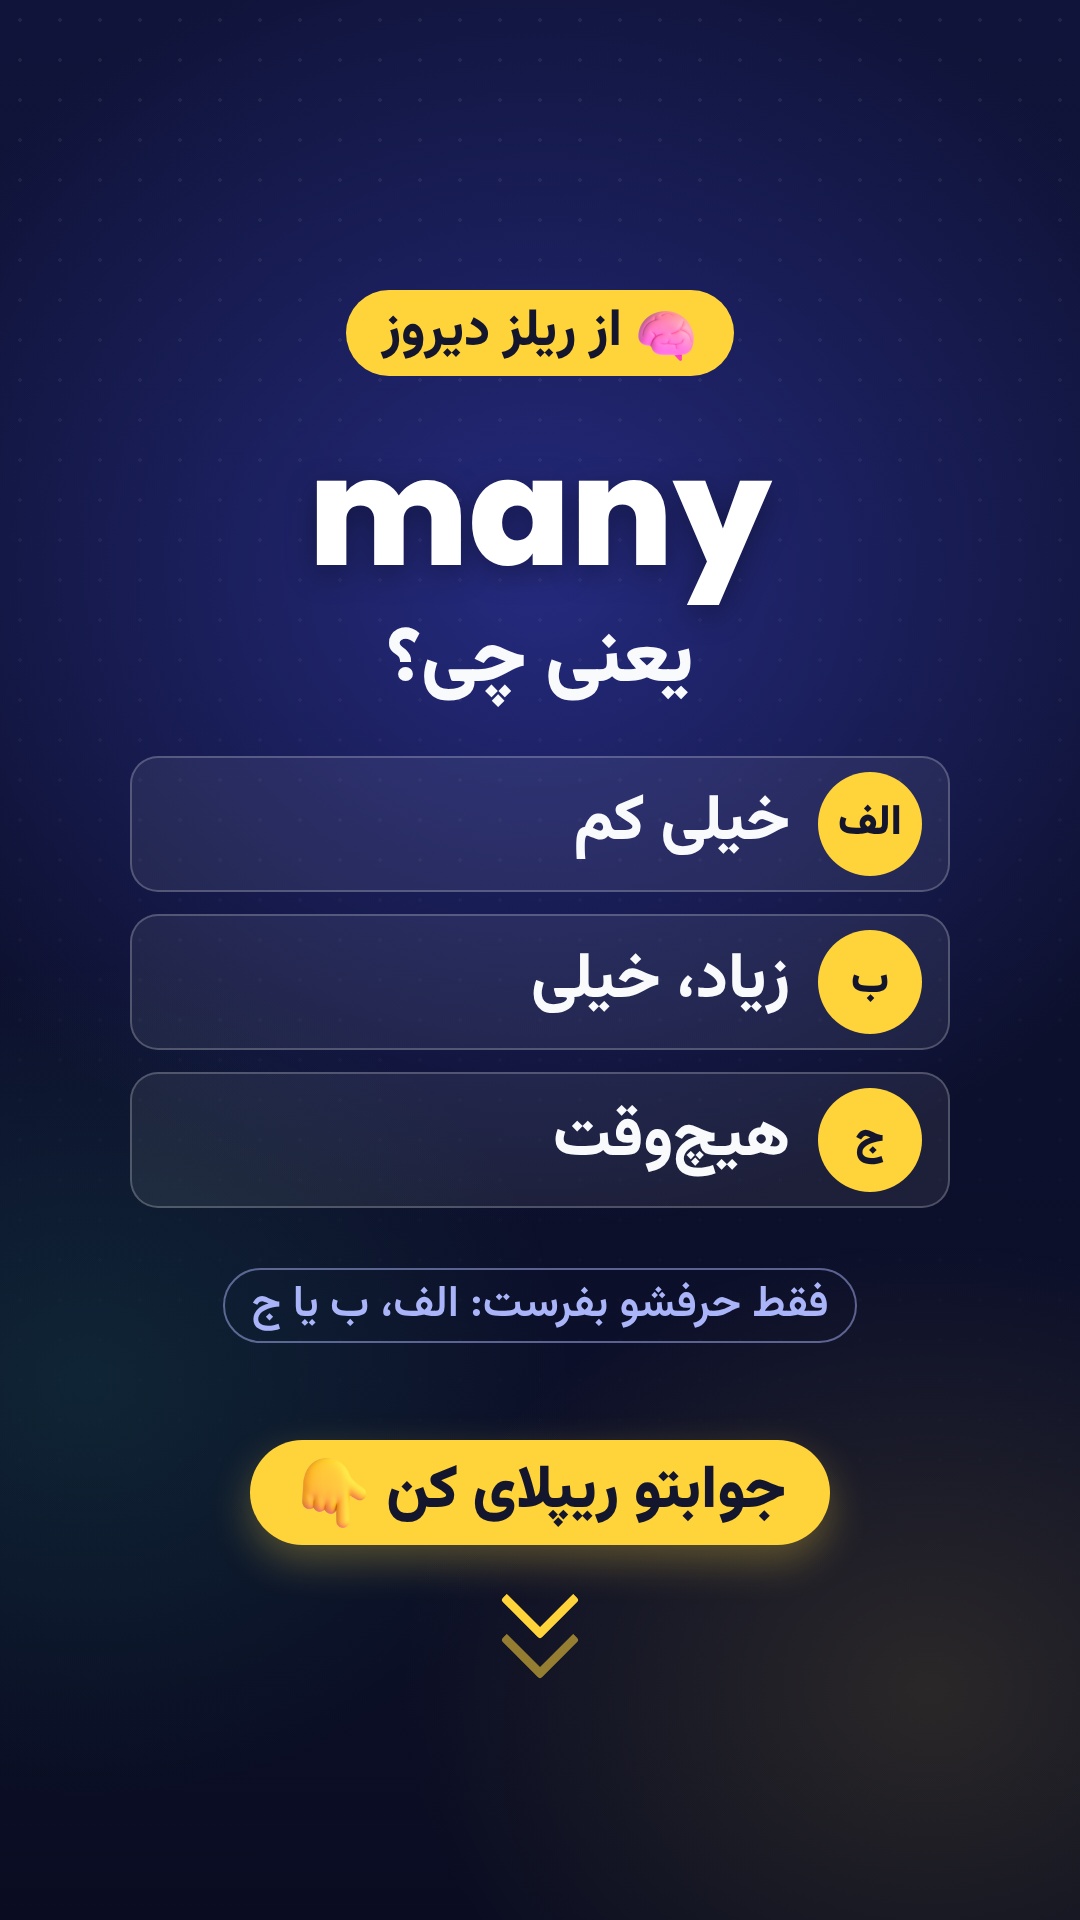 🧠 از ریلز دیروز
many
یعنی چی؟
الف خیلی کم
ب زیاد، خیلی
ج هیچ‌وقت
فقط حرفشو بفرست: الف، ب یا ج
جوابتو ریپلای کن 👇